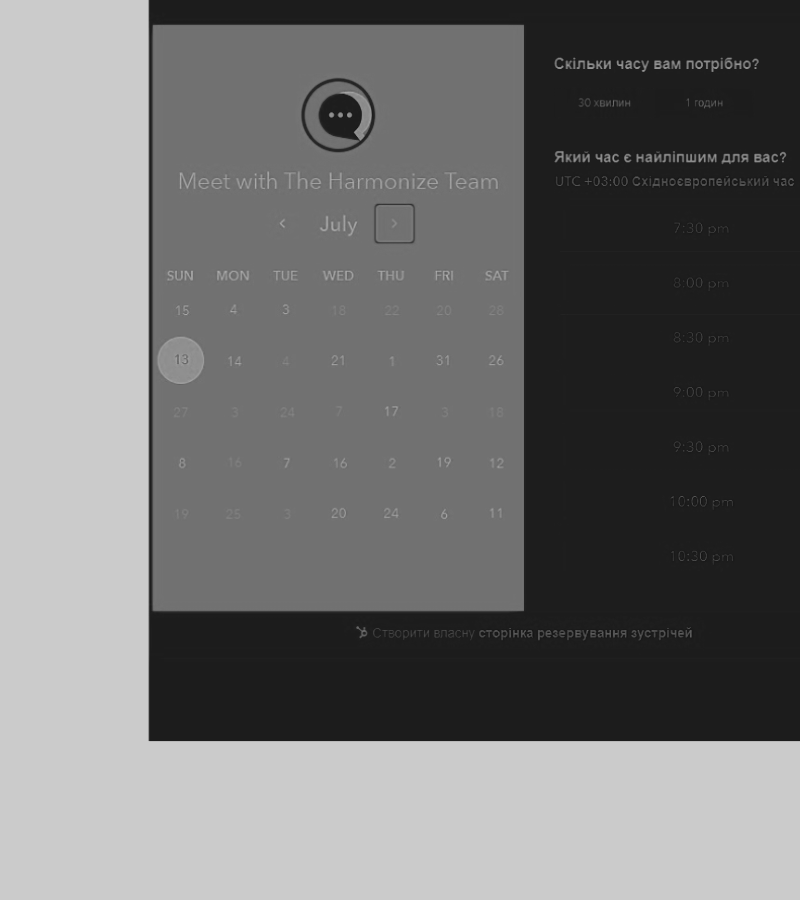 Meet with The Harmonize Team
July
SUN MON TUE WED THU FRI SAT
15 4 3 18 22 20 28
13 14 4 21 1 31 26
27 3 24 7 17 3 18
8 16 7 16 2 19 12
19 25 3 20 24 6 11
Скільки часу вам потрібно?
30 хвилин 1 годин
Який час є найліпшим для вас?
UTC +03:00 Східноєвропейський час
7:30 pm
8:00 pm
8:30 pm
9:00 pm
9:30 pm
10:00 pm
10:30 pm
Створити власну сторінка резервування зустрічей